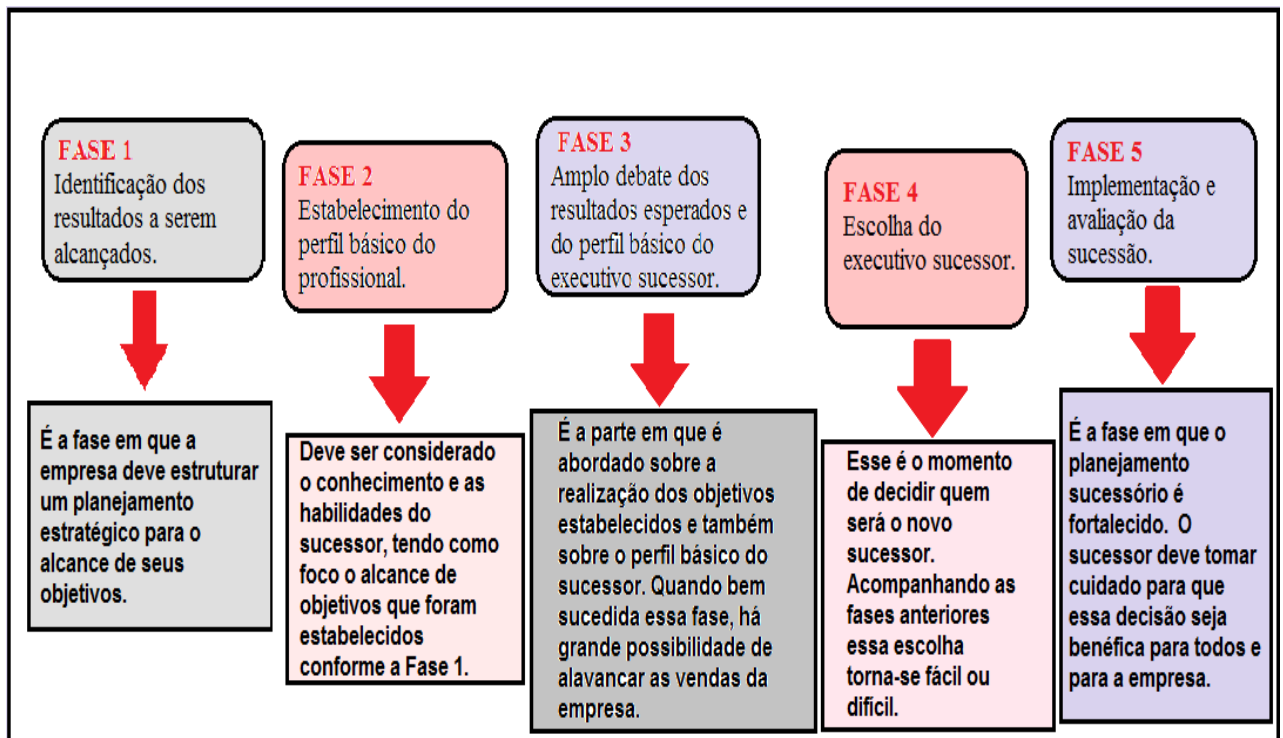 FASE 1
Identificação dos
resultados a serem
alcançados.
FASE 2
Estabelecimento do
perfil básico do
profissional.
FASE 3
Amplo debate dos
resultados esperados e
do perfil básico do
executivo sucessor.
FASE 4
Escolha do
executivo sucessor.
FASE 5
Implementação e
avaliação da
sucessão.
É a fase em que a
empresa deve estruturar
um planejamento
estratégico para o
alcance de seus
objetivos.
Deve ser considerado
o conhecimento e as
habilidades do
sucessor, tendo como
foco o alcance de
objetivos que foram
estabelecidos
conforme a Fase 1.
É a parte em que é
abordado sobre a
realização dos objetivos
estabelecidos e também
sobre o perfil básico do
sucessor. Quando bem
sucedida essa fase, há
grande possibilidade de
alavancar as vendas da
empresa.
Esse é o momento
de decidir quem
será o novo
sucessor.
Acompanhando as
fases anteriores
essa escolha
torna-se fácil ou
difícil.
É a fase em que o
planejamento
sucessório é
fortalecido. O
sucessor deve tomar
cuidado para que
essa decisão seja
benéfica para todos e
para a empresa.